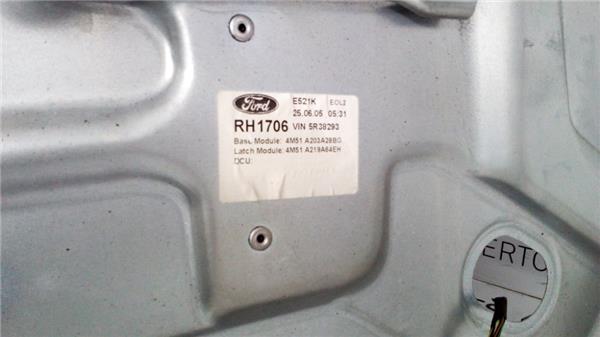 Ford E521K EOL2
25.06.05 05:31
RH1706 VIN 5R38293
Base Module: 4M51 A203A28BG
Latch Module: 4M51 A219A64EH
DCU:
ERTO